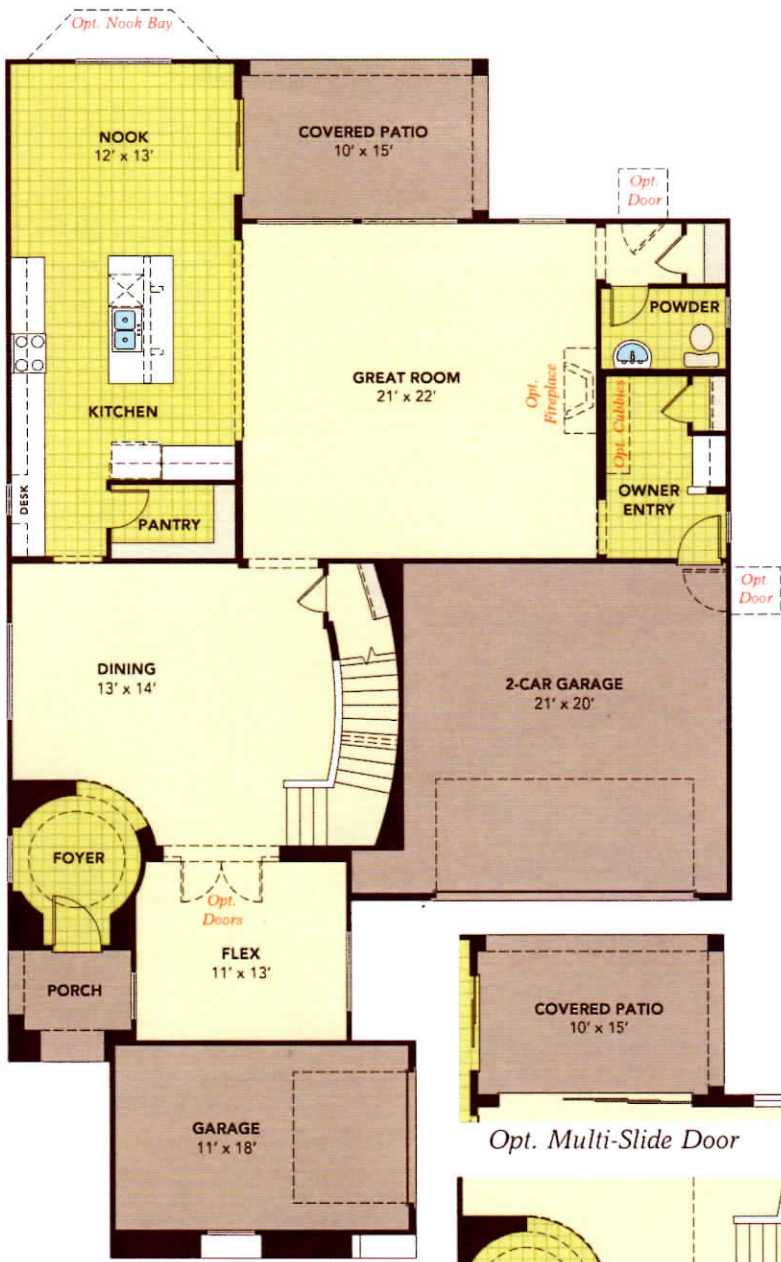 Opt. Nook Bay
NOOK
12' x 13'
COVERED PATIO
10' x 15'
Opt.
Door
POWDER
GREAT ROOM
21' x 22'
Opt.
Fireplace
Opt. Cubbies
KITCHEN
OWNER
ENTRY
DESK
PANTRY
Opt.
Door
DINING
13' x 14'
2-CAR GARAGE
21' x 20'
FOYER
Opt.
Doors
FLEX
11' x 13'
PORCH
COVERED PATIO
10' x 15'
GARAGE
11' x 18'
Opt. Multi-Slide Door